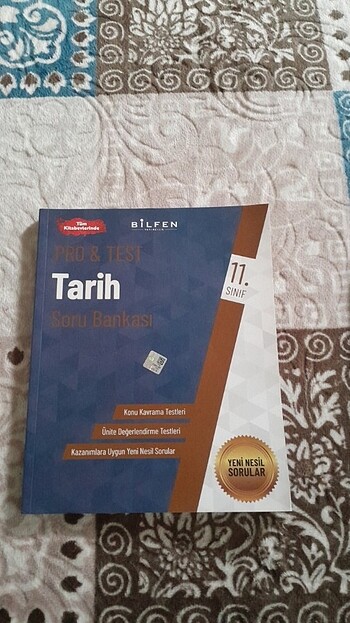 Tüm
Kitabevlerinde
BİLFEN
PRO & TEST
Tarih
Soru Bankası
11.
SINIF
Konu Kavrama Testleri
Ünite Değerlendirme Testleri
Kazanımlara Uygun Yeni Nesil Sorular
YENİ NESİL
SORULAR